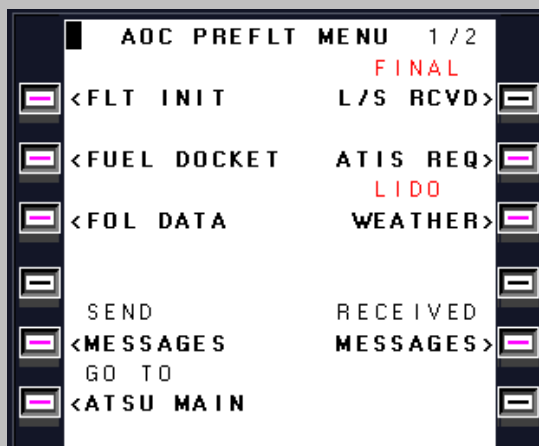 AOC PREFLT MENU 1/2
FINAL
<FLT INIT L/S RCVD>
<FUEL DOCKET ATIS REQ>
LIDO
<FOL DATA WEATHER>
SEND RECEIVED
<MESSAGES MESSAGES>
GO TO
<ATSU MAIN